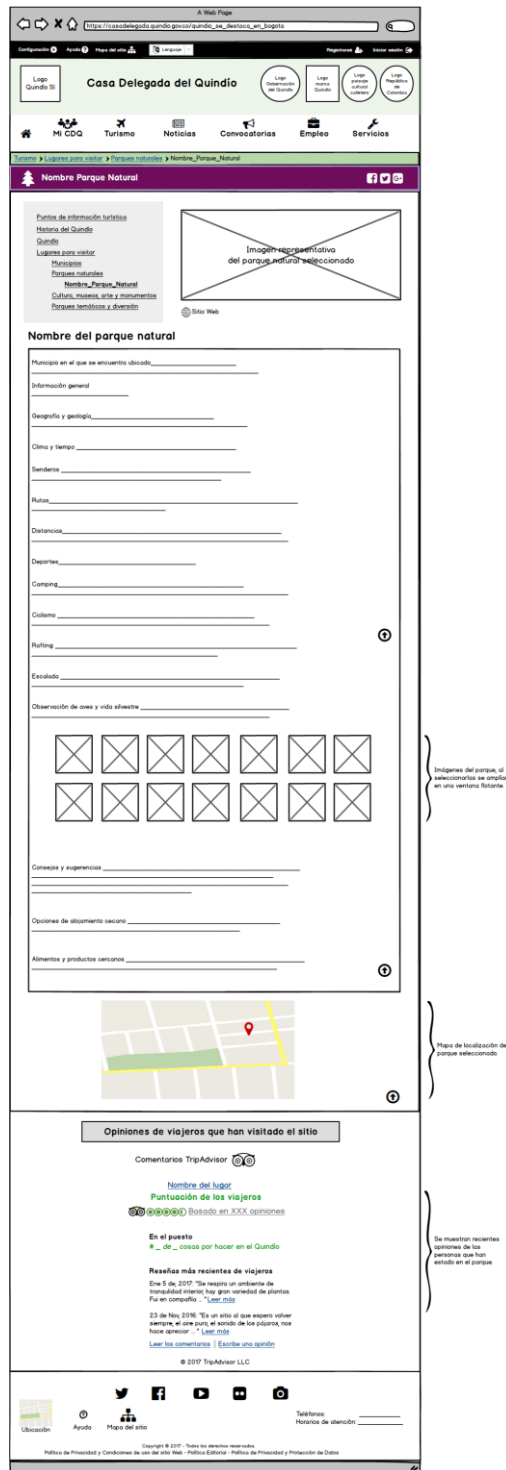 A Web Page
https://casadelegada.quindio.gov.co/quindio_se_destaca_en_bogota
Configuración
Ayuda
Mapa del sitio
Language
Registrarse
Iniciar sesión
Logo
Quindío SI
Casa Delegada del Quindío
Logo
Gobernación
del Quindío
Logo
marca
Quindío
Logo
paisaje
cultural
cafetero
Logo
República
de
Colombia
Mi CDQ
Turismo
Noticias
Convocatorias
Empleo
Servicios
Turismo > Lugares para visitar > Parques naturales > Nombre_Parque_Natural
Nombre Parque Natural
Puntos de información turística
Historia del Quindío
Quindío
Lugares para visitar
Municipios
Parques naturales
Nombre_Parque_Natural
Cultura, museos, arte y monumentos
Parques temáticos y diversión
Imagen representativa
del parque natural seleccionado
Sitio Web
Nombre del parque natural
Municipio en el que se encuentra ubicado
Información general
Geografía y geología
Clima y tiempo
Senderos
Rutas
Distancias
Deportes
Camping
Ciclismo
Rafting
Escalada
Observación de aves y vida silvestre
Imágenes del parque, al
seleccionarlas se amplían
en una ventana flotante.
Consejos y sugerencias
Opciones de alojamiento cecano
Alimentos y productos cercanos
Mapa de localización de
parque seleccionado
Opiniones de viajeros que han visitado el sitio
Comentarios TripAdvisor
Nombre del lugar
Puntuación de los viajeros
Basado en XXX opiniones
En el puesto
# _ de _ cosas por hacer en el Quindío
Se muestran recientes
opiniones de las
personas que han
estado en el parque.
Reseñas más recientes de viajeros
Ene 5 de, 2017: "Se respira un ambiente de
tranquilidad interior, hay gran variedad de plantas.
Fui en compañía ... " Leer más
23 de Nov, 2016: "Es un sitio al que espero volver
siempre, el aire puro, el sonido de los pájaros, nos
hace apreciar ... " Leer más
Leer los comentarios | Escribe una opinión
© 2017 TripAdvisor LLC
Ubicación
Ayuda
Mapa del sitio
Teléfonos:
Horarios de atención:
Copyright © 2017 - Todos los derechos reservados
Política de Privacidad y Condiciones de uso del sitio Web - Política Editorial - Política de Privacidad y Protección de Datos